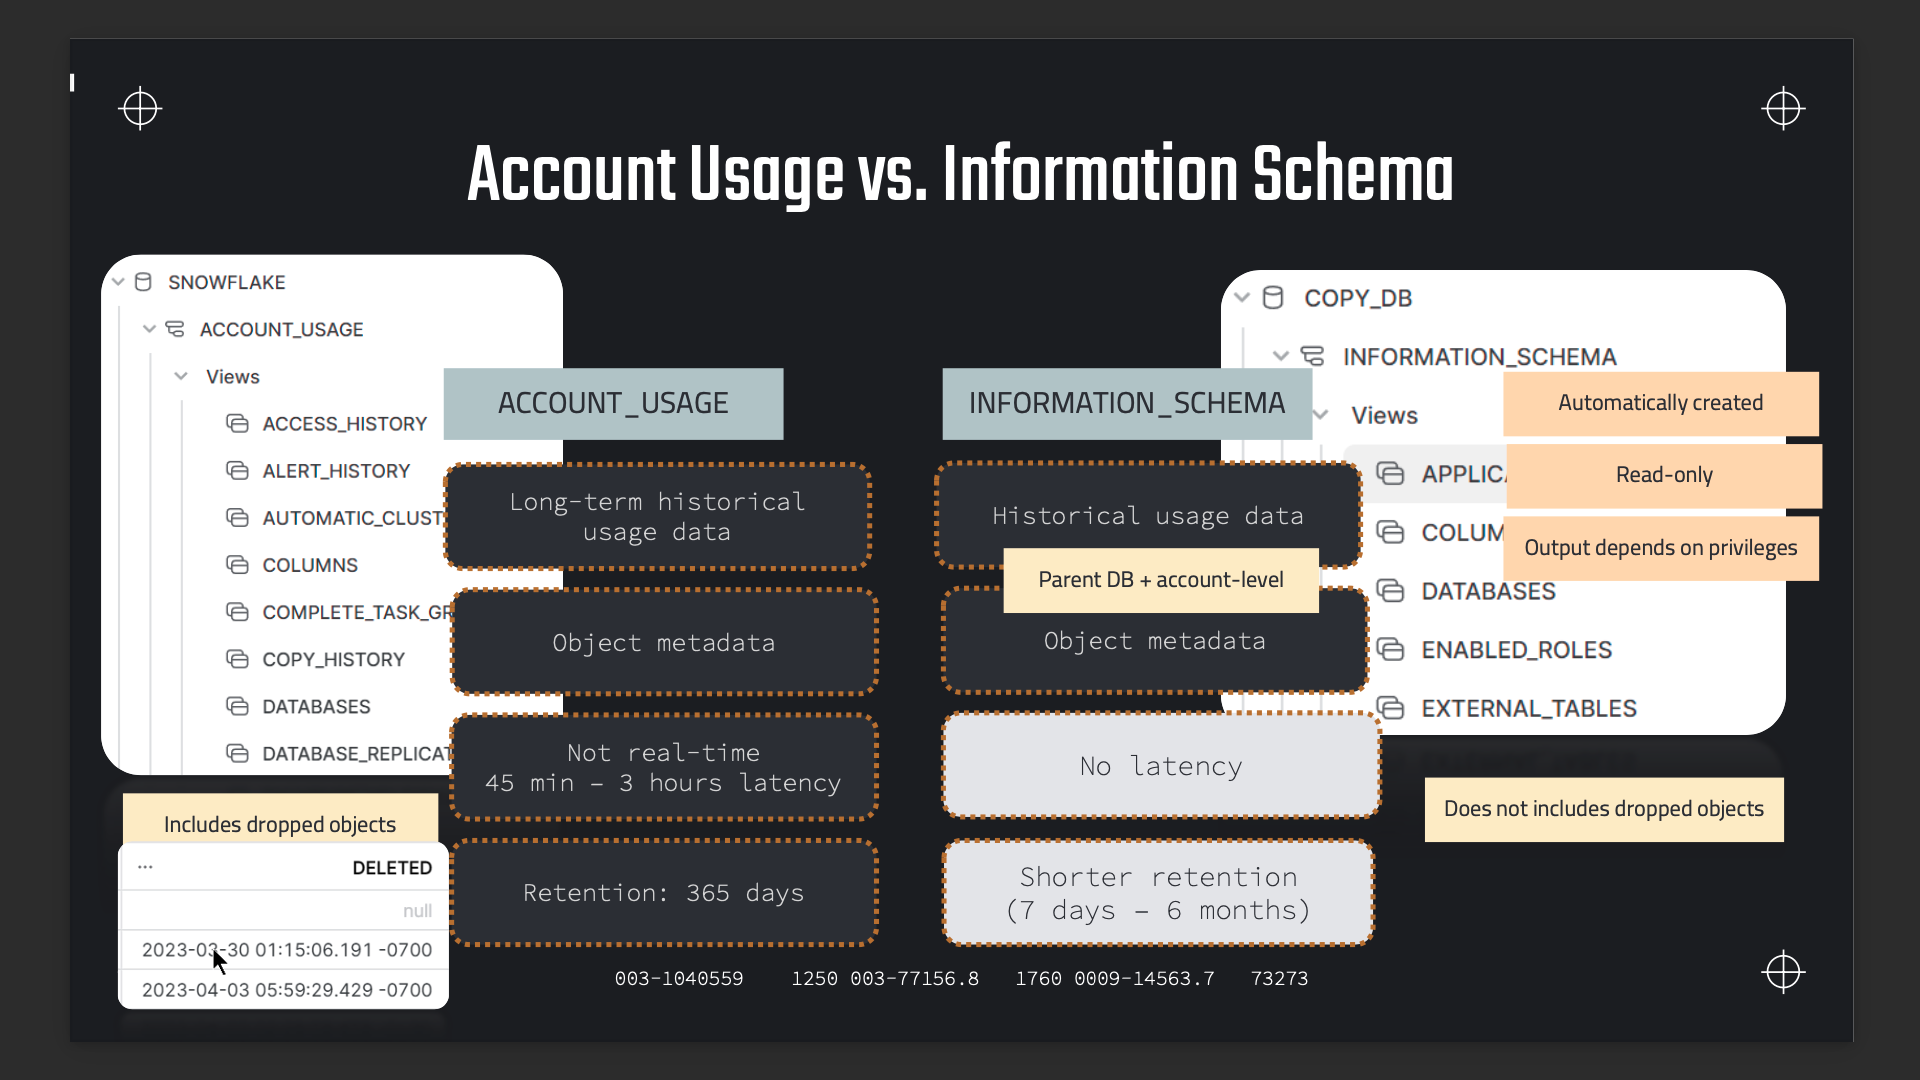 Account Usage vs. Information Schema
SNOWFLAKE
ACCOUNT_USAGE
Views
ACCESS_HISTORY
ALERT_HISTORY
AUTOMATIC_CLUST
COLUMNS
COMPLETE_TASK_GR
COPY_HISTORY
DATABASES
DATABASE_REPLICAT
Includes dropped objects
... DELETED
null
2023-03-30 01:15:06.191 -0700
2023-04-03 05:59:29.429 -0700
ACCOUNT_USAGE
Long-term historical
usage data
Object metadata
Not real-time
45 min – 3 hours latency
Retention: 365 days
INFORMATION_SCHEMA
Historical usage data
Parent DB + account-level
Object metadata
No latency
Shorter retention
(7 days – 6 months)
COPY_DB
INFORMATION_SCHEMA
Views
APPLICA
COLUM
DATABASES
ENABLED_ROLES
EXTERNAL_TABLES
Automatically created
Read-only
Output depends on privileges
Does not includes dropped objects
003-1040559 1250 003-77156.8 1760 0009-14563.7 73273